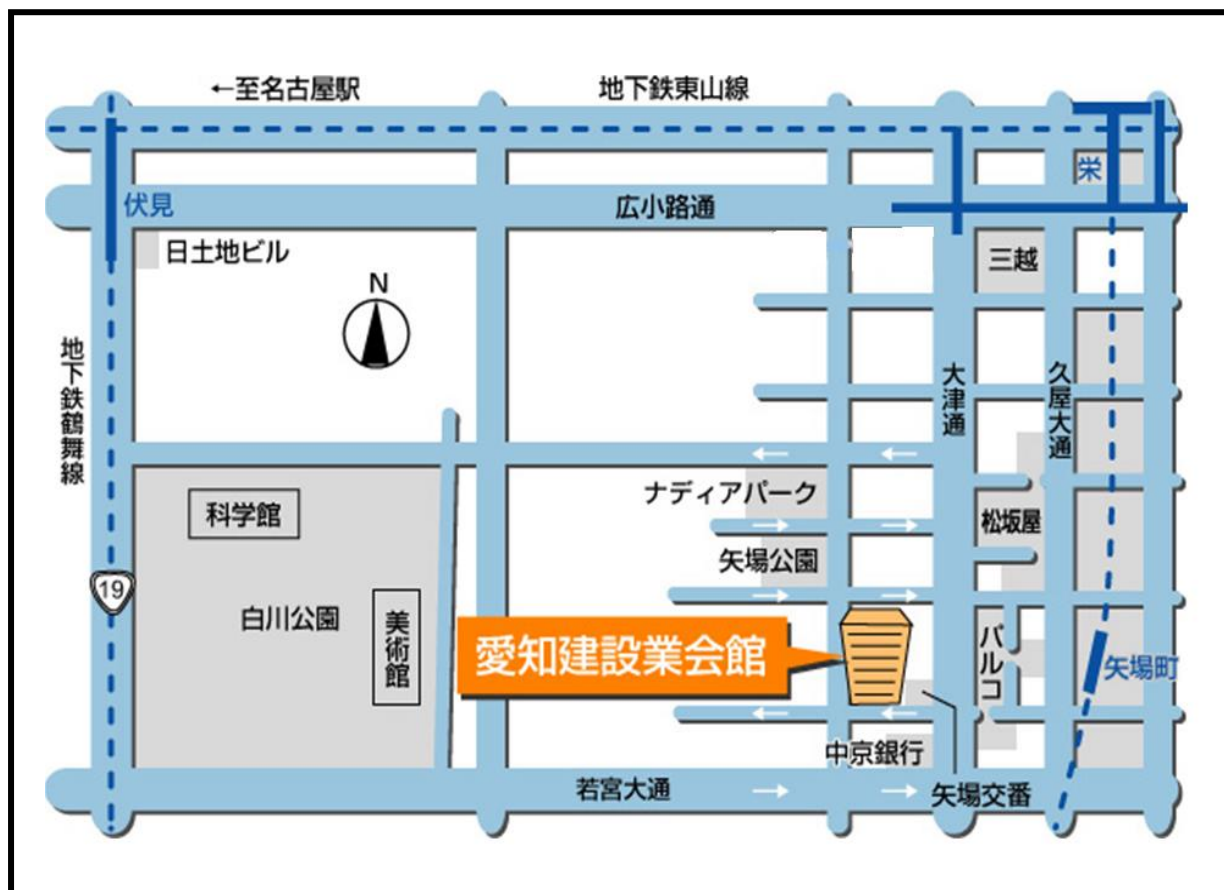 ←至名古屋駅
地下鉄東山線
栄
伏見
広小路通
日土地ビル
三越
N
地下鉄鶴舞線
大津通
久屋大通
ナディアパーク
科学館
松坂屋
矢場公園
19
白川公園
美術館
愛知建設業会館
パルコ
矢場町
中京銀行
若宮大通
矢場交番